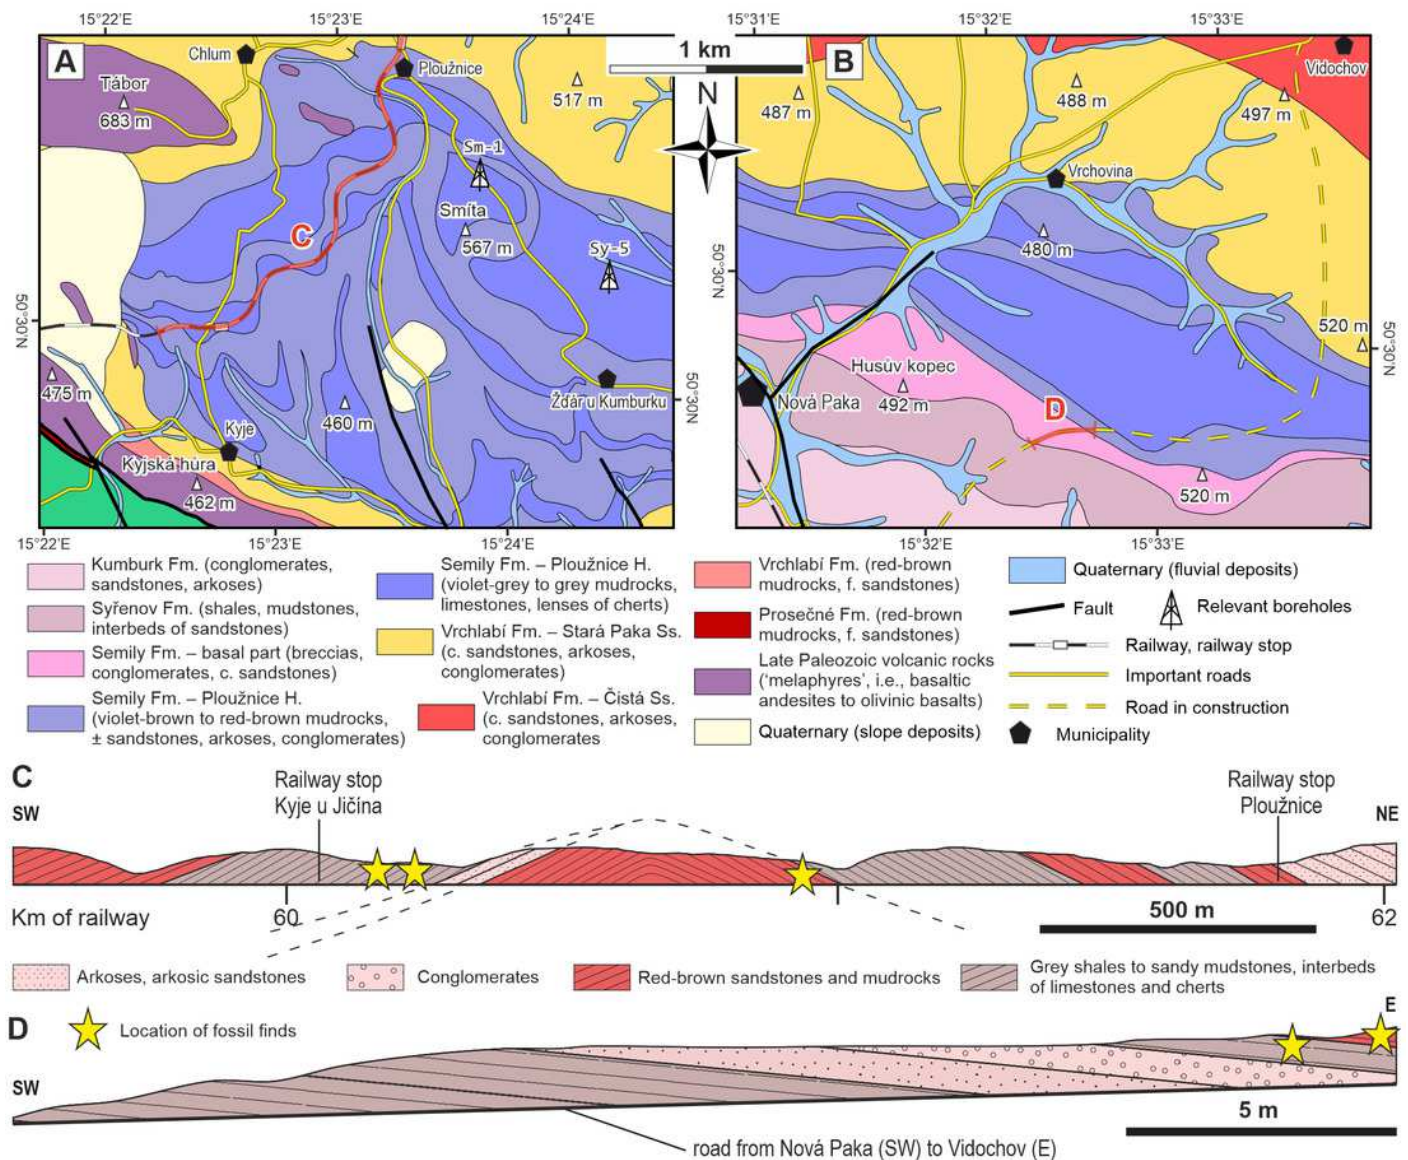 15°22'E
15°23'E
15°24'E
15°31'E
15°32'E
15°33'E
A
Chlum
Ploužnice
1 km
B
Vidochov
Tábor
683 m
517 m
N
487 m
488 m
497 m
Sm-1
Vrchovina
Smíta
567 m
C
Sy-5
480 m
50°30'N
50°30'N
520 m
50°30'N
Husův kopec
492 m
475 m
460 m
Žďár u Kumburku
50°30'N
Nová Paka
D
Kyje
Kyjská hůra
462 m
520 m
15°22'E
15°23'E
15°24'E
15°32'E
15°33'E
Kumburk Fm. (conglomerates,
sandstones, arkoses)
Syřenov Fm. (shales, mudstones,
interbeds of sandstones)
Semily Fm. – basal part (breccias,
conglomerates, c. sandstones)
Semily Fm. – Ploužnice H.
(violet-brown to red-brown mudrocks,
± sandstones, arkoses, conglomerates)
Semily Fm. – Ploužnice H.
(violet-grey to grey mudrocks,
limestones, lenses of cherts)
Vrchlabí Fm. – Stará Paka Ss.
(c. sandstones, arkoses,
conglomerates)
Vrchlabí Fm. – Čistá Ss.
(c. sandstones, arkoses,
conglomerates
Vrchlabí Fm. (red-brown
mudrocks, f. sandstones)
Prosečné Fm. (red-brown
mudrocks, f. sandstones)
Late Paleozoic volcanic rocks
('melaphyres', i.e., basaltic
andesites to olivinic basalts)
Quaternary (slope deposits)
Quaternary (fluvial deposits)
Fault
Relevant boreholes
Railway, railway stop
Important roads
Road in construction
Municipality
C
SW
Railway stop
Kyje u Jičína
Railway stop
Ploužnice
NE
Km of railway
60
500 m
62
Arkoses, arkosic sandstones
Conglomerates
Red-brown sandstones and mudrocks
Grey shales to sandy mudstones, interbeds
of limestones and cherts
D
Location of fossil finds
E
SW
5 m
road from Nová Paka (SW) to Vidochov (E)